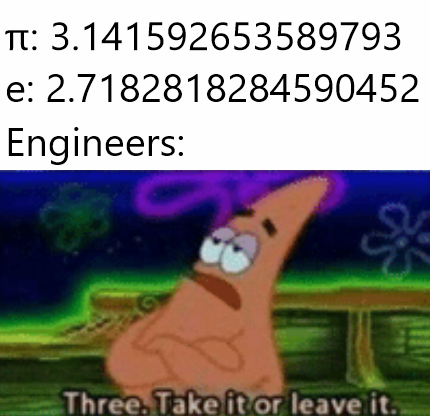 π: 3.141592653589793
e: 2.7182818284590452
Engineers:
Three. Take it or leave it.